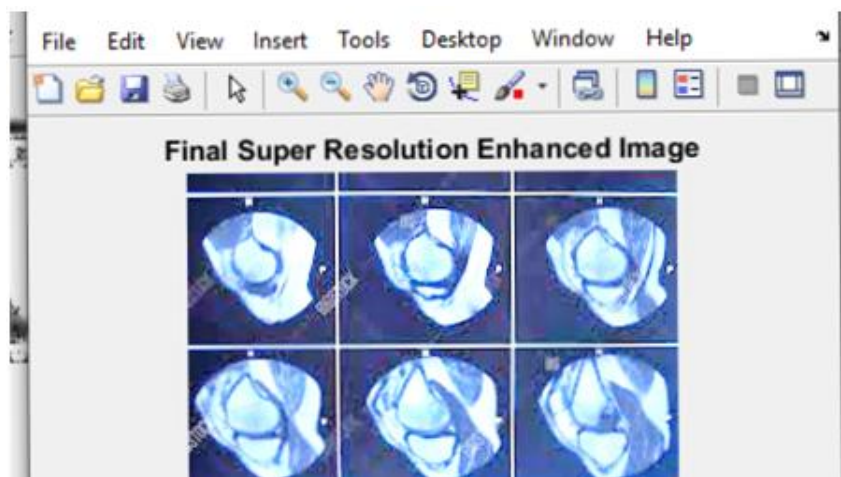 File Edit View Insert Tools Desktop Window Help
Final Super Resolution Enhanced Image
H
H
H
P
P
H
H
H
P